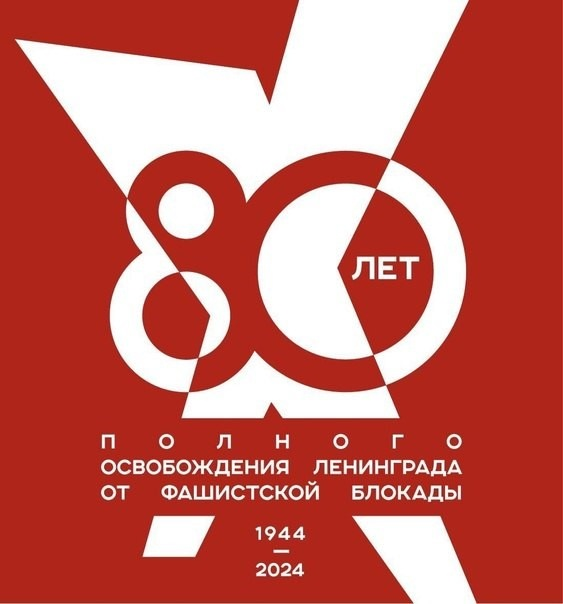 80
ЛЕТ
ПОЛНОГО
ОСВОБОЖДЕНИЯ ЛЕНИНГРАДА
ОТ ФАШИСТСКОЙ БЛОКАДЫ
1944
—
2024